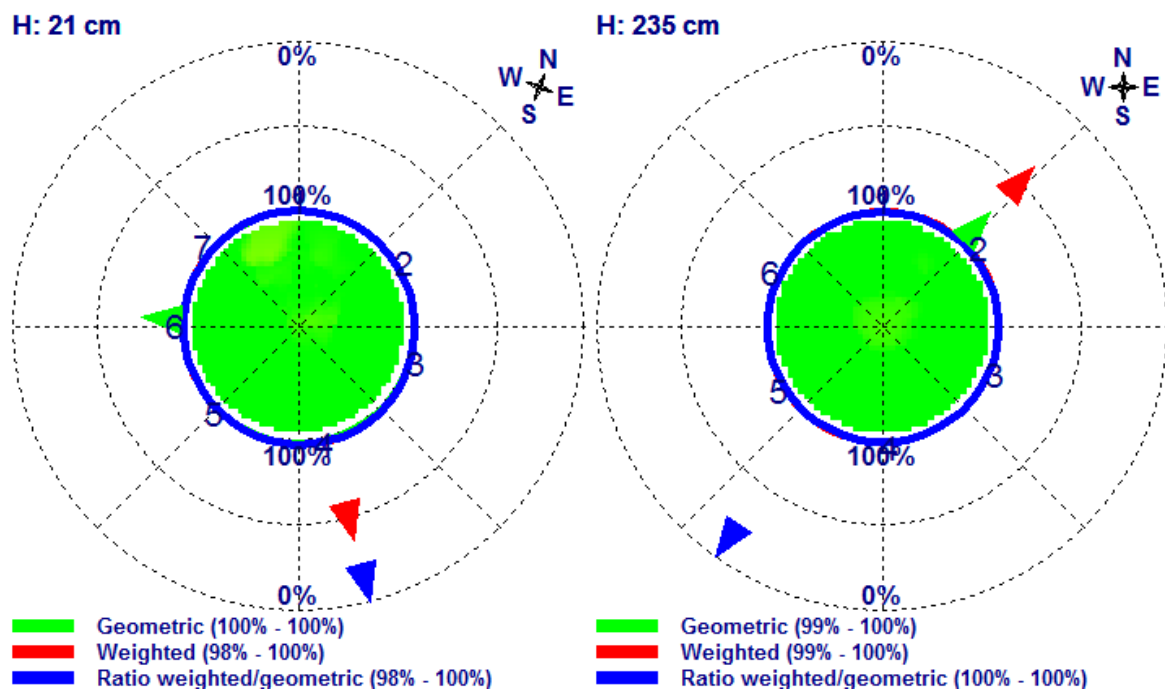 H: 21 cm
0%
N
W
E
S
100%
7
2
6
3
5
4
100%
0%
Geometric (100% - 100%)
Weighted (98% - 100%)
Ratio weighted/geometric (98% - 100%)
H: 235 cm
0%
N
W E
S
100%
2
6
3
5
4
100%
0%
Geometric (99% - 100%)
Weighted (99% - 100%)
Ratio weighted/geometric (100% - 100%)